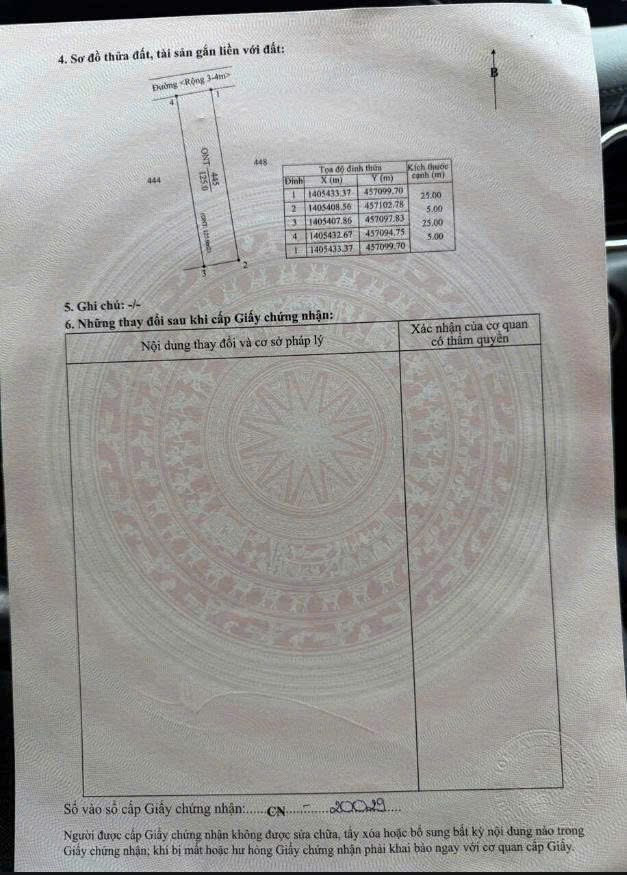 4. Sơ đồ thửa đất, tài sản gắn liền với đất:
Đường <Rộng 3-4m>
B
4
1
ONT 445
125.0
444
448
3
2
Tọa độ đỉnh thửa Kích thước
Đỉnh X (m) Y (m) cạnh (m)
1 1405433.37 457099.70
25.00
2 1405408.56 457102.78
5.00
3 1405407.86 457097.83
25.00
4 1405432.67 457094.75
5.00
1 1405433.37 457099.70
5. Ghi chú: -/-
6. Những thay đổi sau khi cấp Giấy chứng nhận:
Nội dung thay đổi và cơ sở pháp lý
Xác nhận của cơ quan
có thẩm quyền
Số vào sổ cấp Giấy chứng nhận:.....CN.....-.....20029....
Người được cấp Giấy chứng nhận không được sửa chữa, tẩy xóa hoặc bổ sung bất kỳ nội dung nào trong
Giấy chứng nhận; khi bị mất hoặc hư hỏng Giấy chứng nhận phải khai báo ngay với cơ quan cấp Giấy.